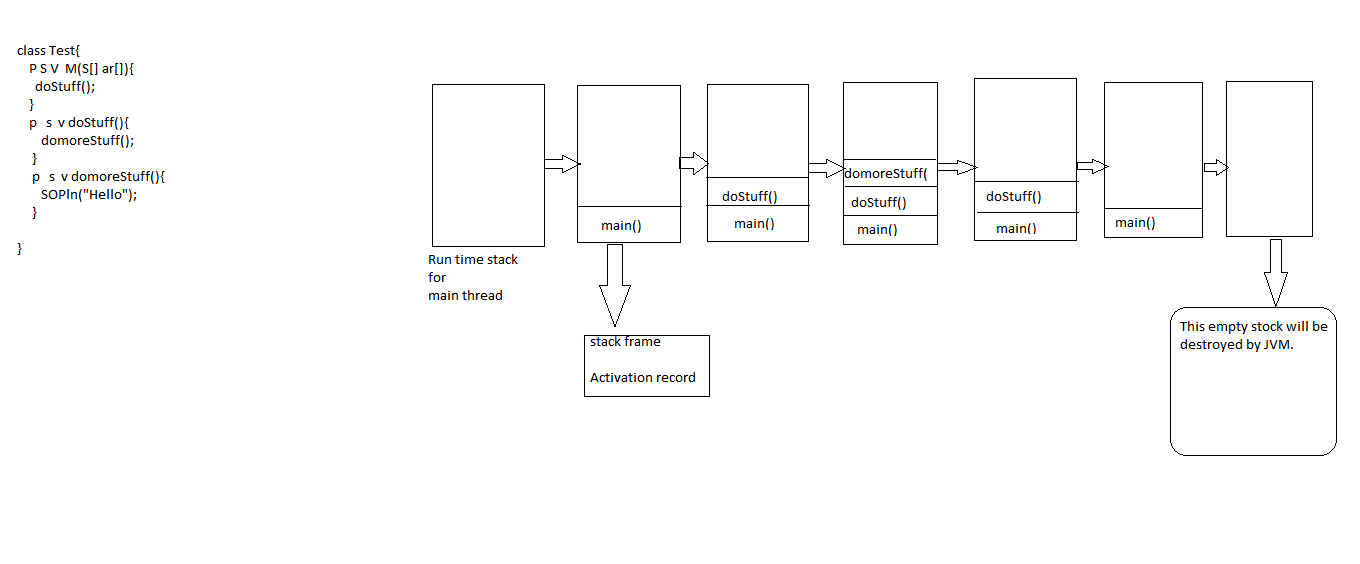 class Test{
P S V M(S[] ar[]){
doStuff();
}
p s v doStuff(){
domoreStuff();
}
p s v domoreStuff(){
SOPln("Hello");
}
}
Run time stack
for
main thread
main()
stack frame
Activation record
doStuff()
main()
domoreStuff(
doStuff()
main()
doStuff()
main()
main()
This empty stock will be
destroyed by JVM.